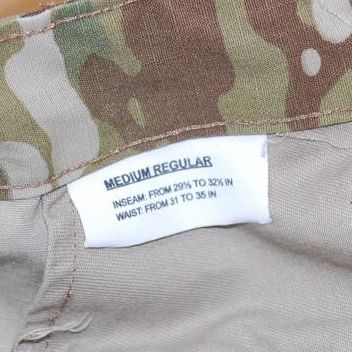 MEDIUM REGULAR
INSEAM: FROM 29½ TO 32½ IN
WAIST: FROM 31 TO 35 IN